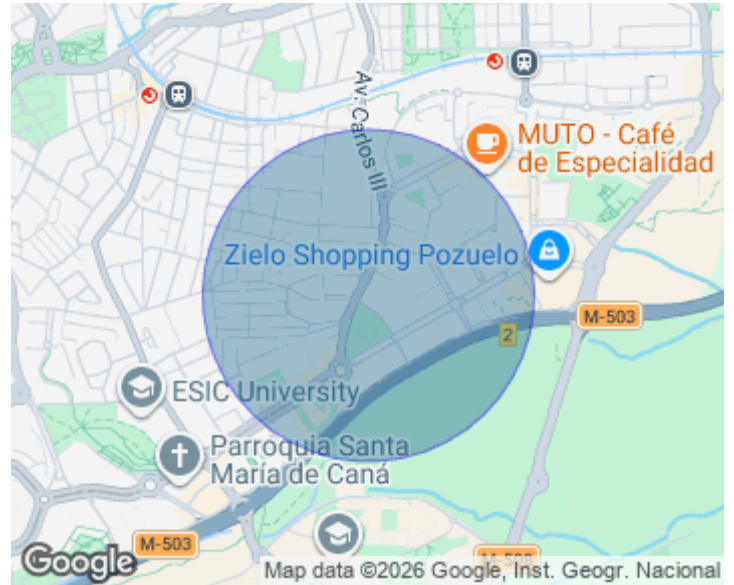 Av. Carlos III
MUTO - Café
de Especialidad
Zielo Shopping Pozuelo
M-503
2
ESIC University
Parroquia Santa
María de Caná
M-503
Google
Map data ©2026 Google, Inst. Geogr. Nacional